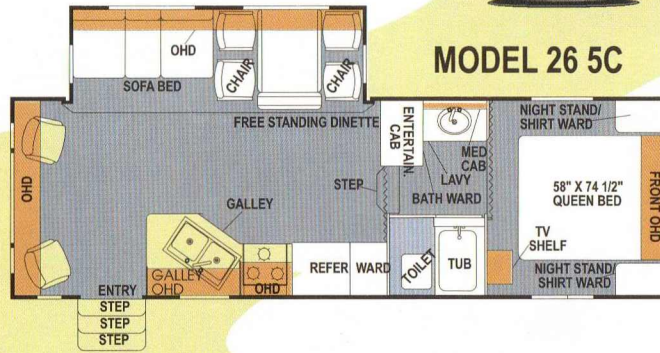 MODEL 26 5C
OHD
SOFA BED
CHAIR
CHAIR
FREE STANDING DINETTE
ENTERTAIN.
CAB
MED
CAB
LAVY
BATH WARD
STEP
NIGHT STAND/
SHIRT WARD
58" X 74 1/2"
QUEEN BED
FRONT OHD
TV
SHELF
NIGHT STAND/
SHIRT WARD
OHD
GALLEY
GALLEY
OHD
OHD
REFER
WARD
TOILET
TUB
ENTRY
STEP
STEP
STEP